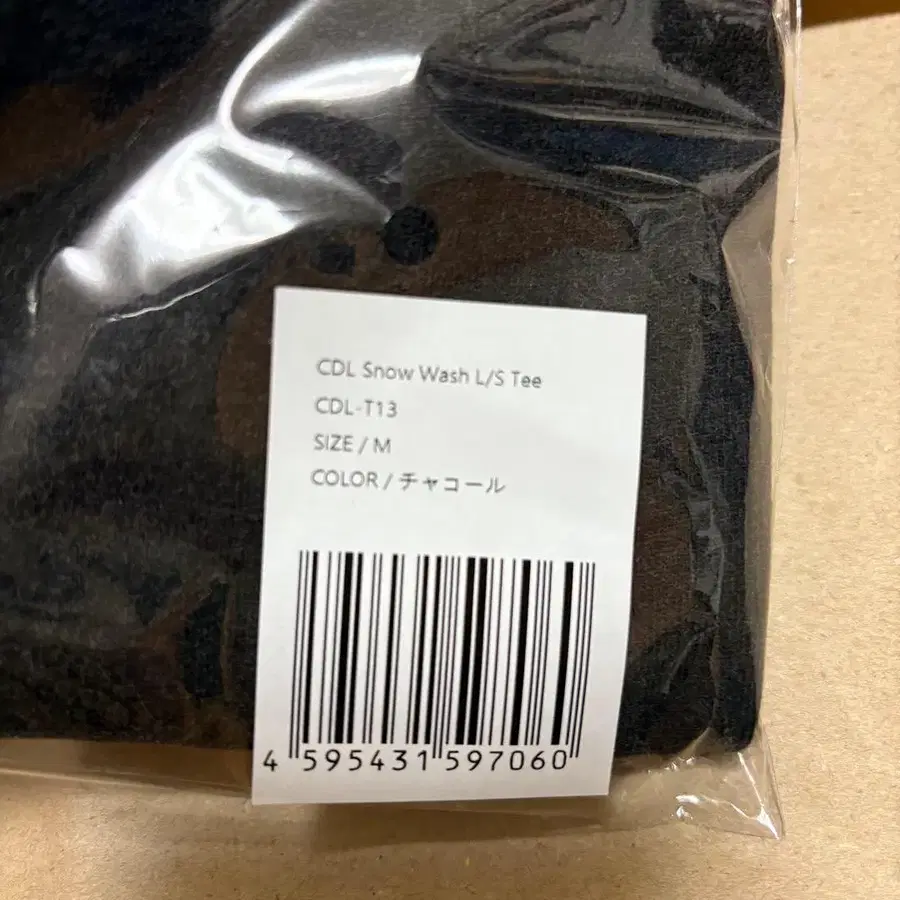 CDL Snow Wash L/S Tee
CDL-T13
SIZE / M
COLOR / チャコール
4 595431 597060